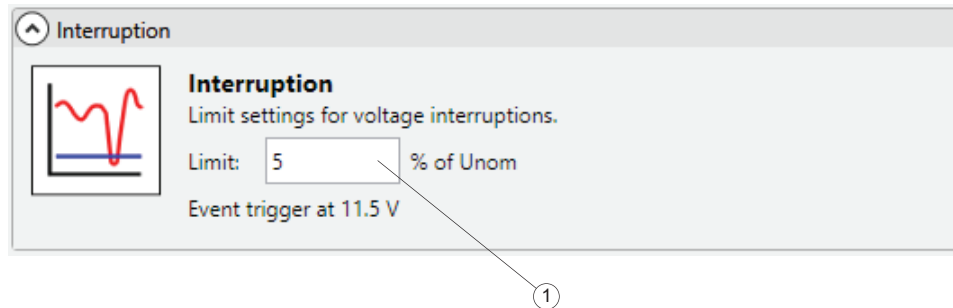 Interruption
Interruption
Limit settings for voltage interruptions.
Limit: 5 % of Unom
Event trigger at 11.5 V
1